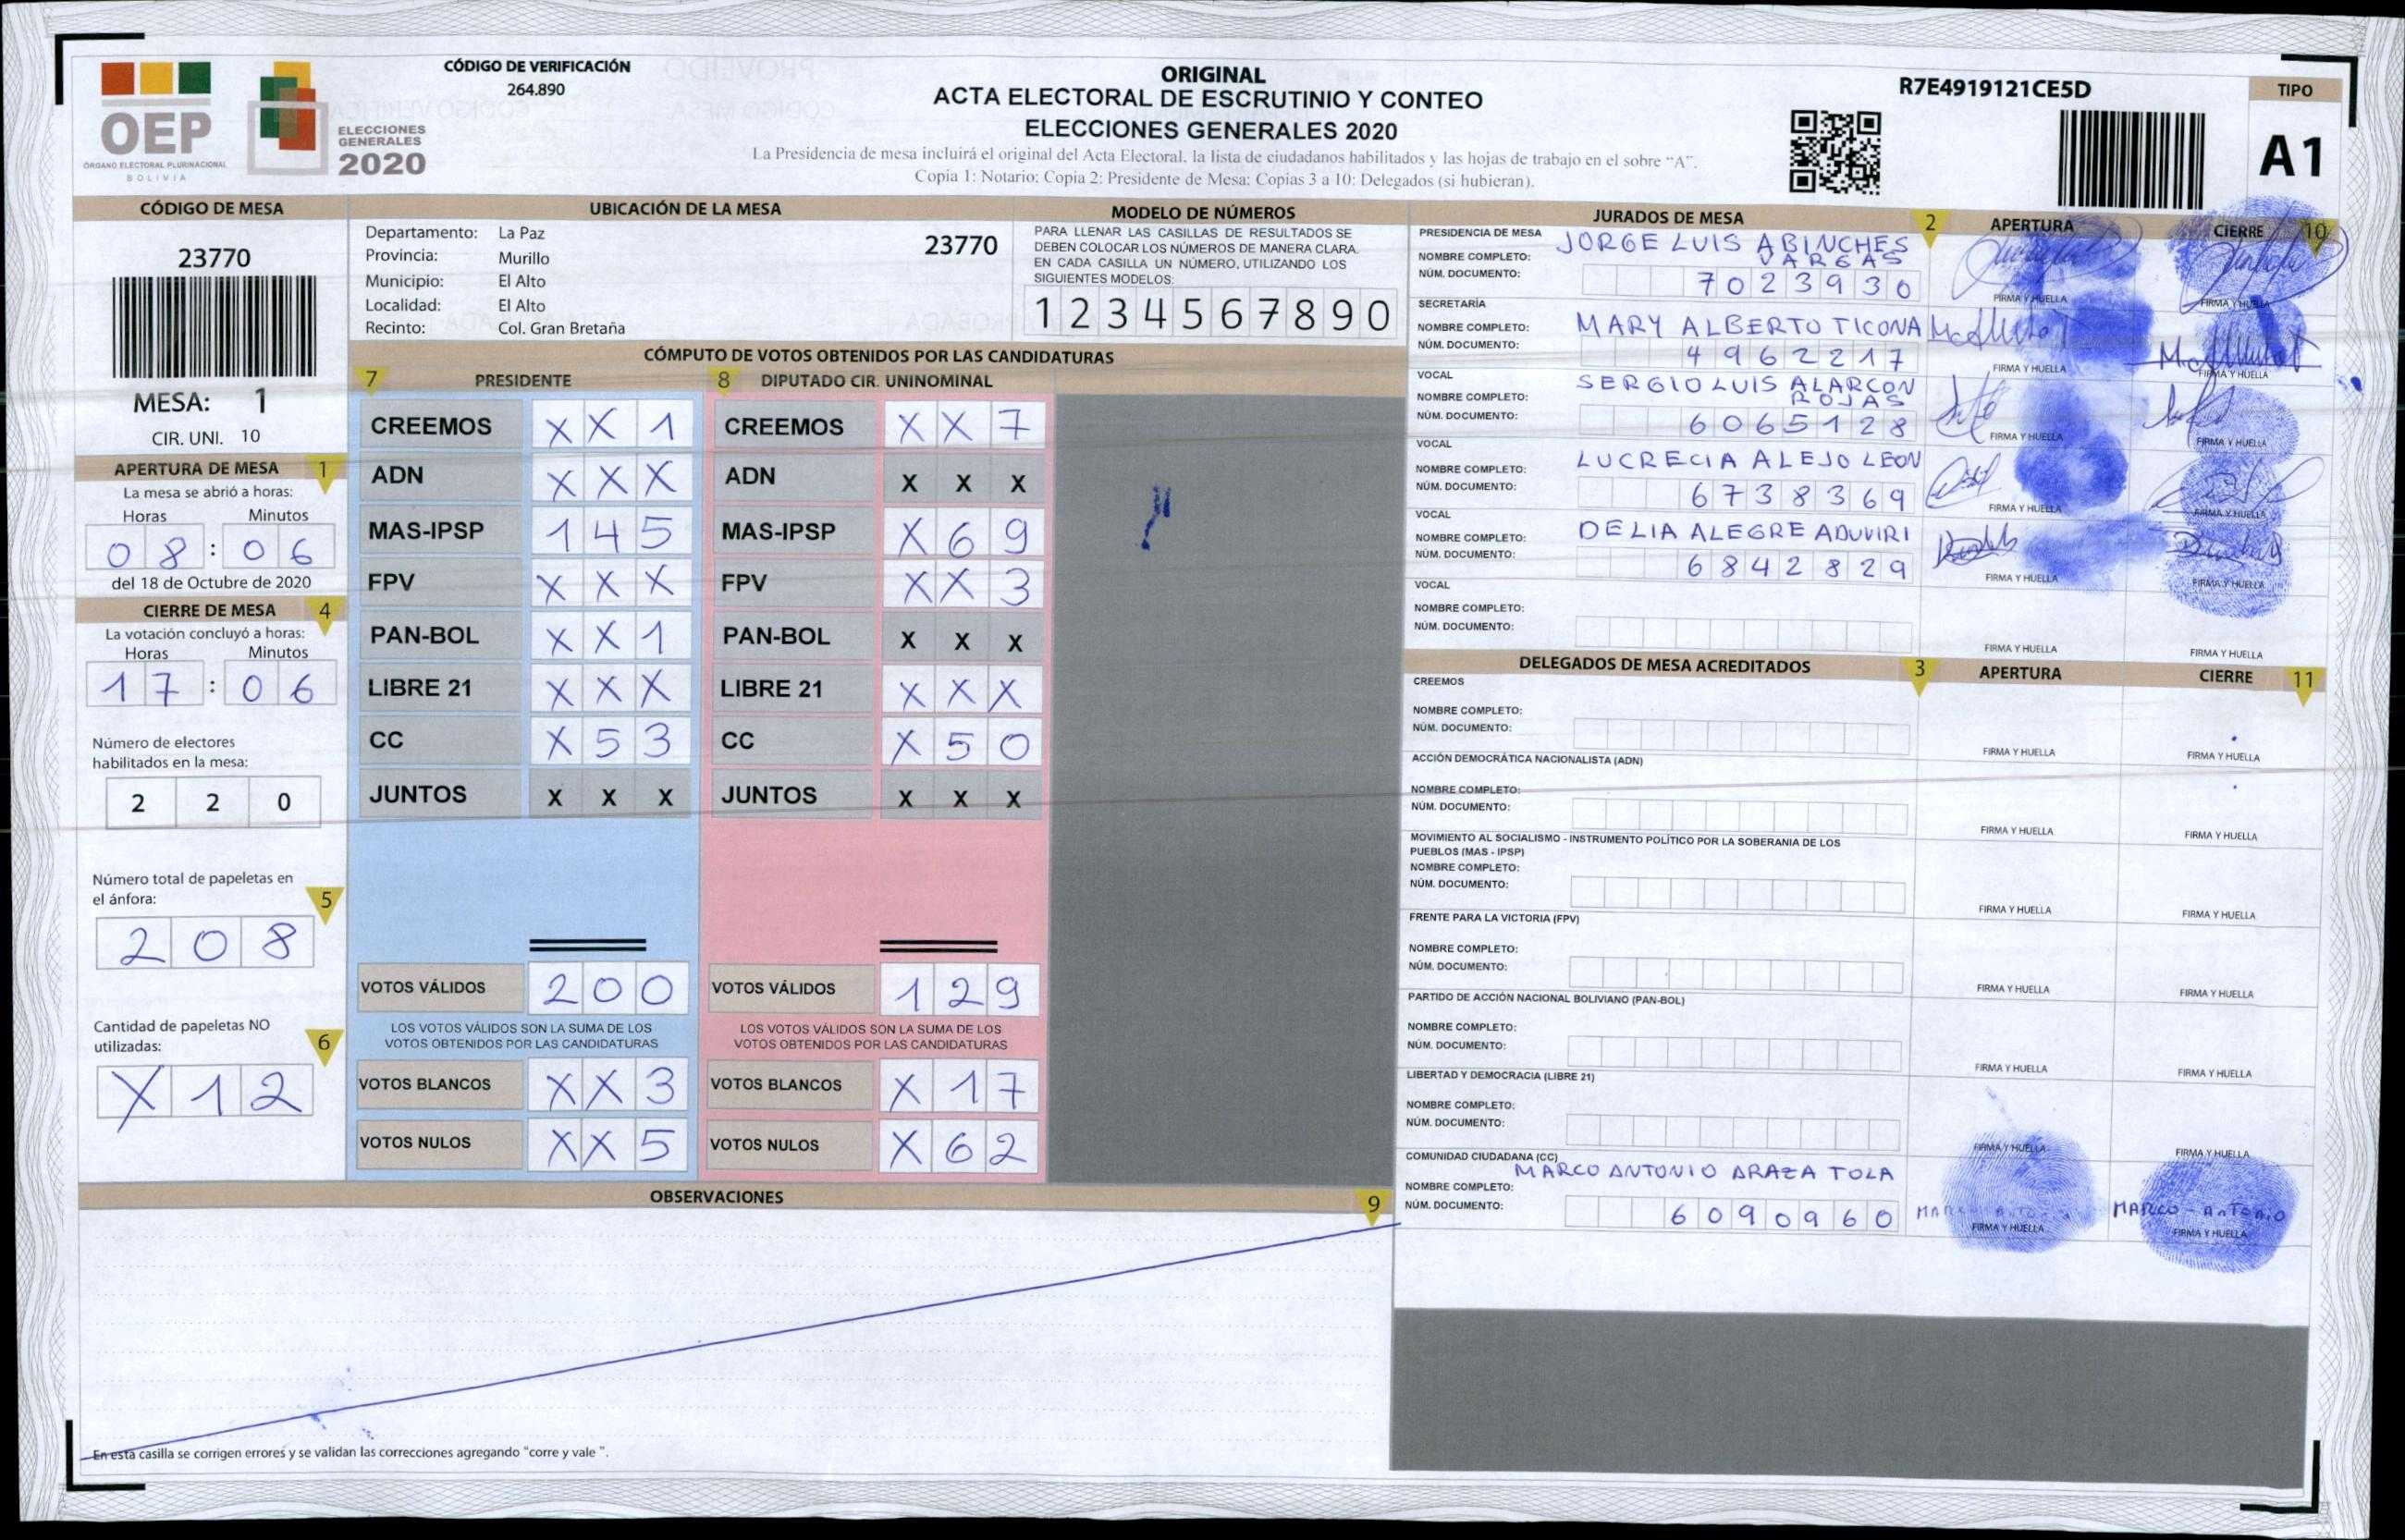 OEP
ÓRGANO ELECTORAL PLURINACIONAL
BOLIVIA
ELECCIONES
GENERALES
2020
CÓDIGO DE VERIFICACIÓN
264.890
ORIGINAL
ACTA ELECTORAL DE ESCRUTINIO Y CONTEO
ELECCIONES GENERALES 2020
La Presidencia de mesa incluirá el original del Acta Electoral, la lista de ciudadanos habilitados y las hojas de trabajo en el sobre "A".
Copia 1: Notario; Copia 2: Presidente de Mesa; Copias 3 a 10: Delegados (si hubieran).
R7E4919121CE5D
TIPO
A1
CÓDIGO DE MESA
23770
MESA: 1
CIR. UNI. 10
APERTURA DE MESA 1
La mesa se abrió a horas:
Horas Minutos
08 : 06
del 18 de Octubre de 2020
CIERRE DE MESA 4
La votación concluyó a horas:
Horas Minutos
17 : 06
Número de electores
habilitados en la mesa:
2 2 0
Número total de papeletas en
el ánfora: 5
2 0 8
Cantidad de papeletas NO
utilizadas: 6
X 1 2
UBICACIÓN DE LA MESA
Departamento: La Paz
Provincia: Murillo
Municipio: El Alto
Localidad: El Alto
Recinto: Col. Gran Bretaña
23770
MODELO DE NÚMEROS
PARA LLENAR LAS CASILLAS DE RESULTADOS SE
DEBEN COLOCAR LOS NÚMEROS DE MANERA CLARA.
EN CADA CASILLA UN NÚMERO, UTILIZANDO LOS
SIGUIENTES MODELOS:
1 2 3 4 5 6 7 8 9 0
CÓMPUTO DE VOTOS OBTENIDOS POR LAS CANDIDATURAS
7 PRESIDENTE
CREEMOS X X 1
ADN X X X
MAS-IPSP 1 4 5
FPV X X X
PAN-BOL X X 1
LIBRE 21 X X X
CC X 5 3
JUNTOS X X X
VOTOS VÁLIDOS 2 0 0
LOS VOTOS VÁLIDOS SON LA SUMA DE LOS
VOTOS OBTENIDOS POR LAS CANDIDATURAS
VOTOS BLANCOS X X 3
VOTOS NULOS X X 5
8 DIPUTADO CIR. UNINOMINAL
CREEMOS X X 7
ADN X X X
MAS-IPSP X 6 9
FPV X X 3
PAN-BOL X X X
LIBRE 21 X X X
CC X 5 0
JUNTOS X X X
VOTOS VÁLIDOS 1 2 9
LOS VOTOS VÁLIDOS SON LA SUMA DE LOS
VOTOS OBTENIDOS POR LAS CANDIDATURAS
VOTOS BLANCOS X 1 7
VOTOS NULOS X 6 2
OBSERVACIONES 9
En esta casilla se corrigen errores y se validan las correcciones agregando "corre y vale ".
JURADOS DE MESA 2 APERTURA CIERRE 10
PRESIDENCIA DE MESA
NOMBRE COMPLETO: JORGE LUIS ABINCHES
VARGAS
NÚM. DOCUMENTO: 7023930
FIRMA Y HUELLA FIRMA Y HUELLA
SECRETARÍA
NOMBRE COMPLETO: MARY ALBERTO TICONA
NÚM. DOCUMENTO: 4962217
FIRMA Y HUELLA FIRMA Y HUELLA
VOCAL
NOMBRE COMPLETO: SERGIO LUIS ALARCON
ROJAS
NÚM. DOCUMENTO: 6065128
FIRMA Y HUELLA FIRMA Y HUELLA
VOCAL
NOMBRE COMPLETO: LUCRECIA ALEJO LEON
NÚM. DOCUMENTO: 6738369
FIRMA Y HUELLA FIRMA Y HUELLA
VOCAL
NOMBRE COMPLETO: DELIA ALEGRE ADUVIRI
NÚM. DOCUMENTO: 6842829
FIRMA Y HUELLA FIRMA Y HUELLA
VOCAL
NOMBRE COMPLETO:
NÚM. DOCUMENTO:
FIRMA Y HUELLA FIRMA Y HUELLA
DELEGADOS DE MESA ACREDITADOS 3 APERTURA CIERRE 11
CREEMOS
NOMBRE COMPLETO:
NÚM. DOCUMENTO:
FIRMA Y HUELLA FIRMA Y HUELLA
ACCIÓN DEMOCRÁTICA NACIONALISTA (ADN)
NOMBRE COMPLETO:
NÚM. DOCUMENTO:
FIRMA Y HUELLA FIRMA Y HUELLA
MOVIMIENTO AL SOCIALISMO - INSTRUMENTO POLÍTICO POR LA SOBERANIA DE LOS
PUEBLOS (MAS - IPSP)
NOMBRE COMPLETO:
NÚM. DOCUMENTO:
FIRMA Y HUELLA FIRMA Y HUELLA
FRENTE PARA LA VICTORIA (FPV)
NOMBRE COMPLETO:
NÚM. DOCUMENTO:
FIRMA Y HUELLA FIRMA Y HUELLA
PARTIDO DE ACCIÓN NACIONAL BOLIVIANO (PAN-BOL)
NOMBRE COMPLETO:
NÚM. DOCUMENTO:
FIRMA Y HUELLA FIRMA Y HUELLA
LIBERTAD Y DEMOCRACIA (LIBRE 21)
NOMBRE COMPLETO:
NÚM. DOCUMENTO:
FIRMA Y HUELLA FIRMA Y HUELLA
COMUNIDAD CIUDADANA (CC)
NOMBRE COMPLETO: MARCO ANTONIO ARAZA TOLA
NÚM. DOCUMENTO: 6090960
MARCO - ANTONIO
FIRMA Y HUELLA FIRMA Y HUELLA